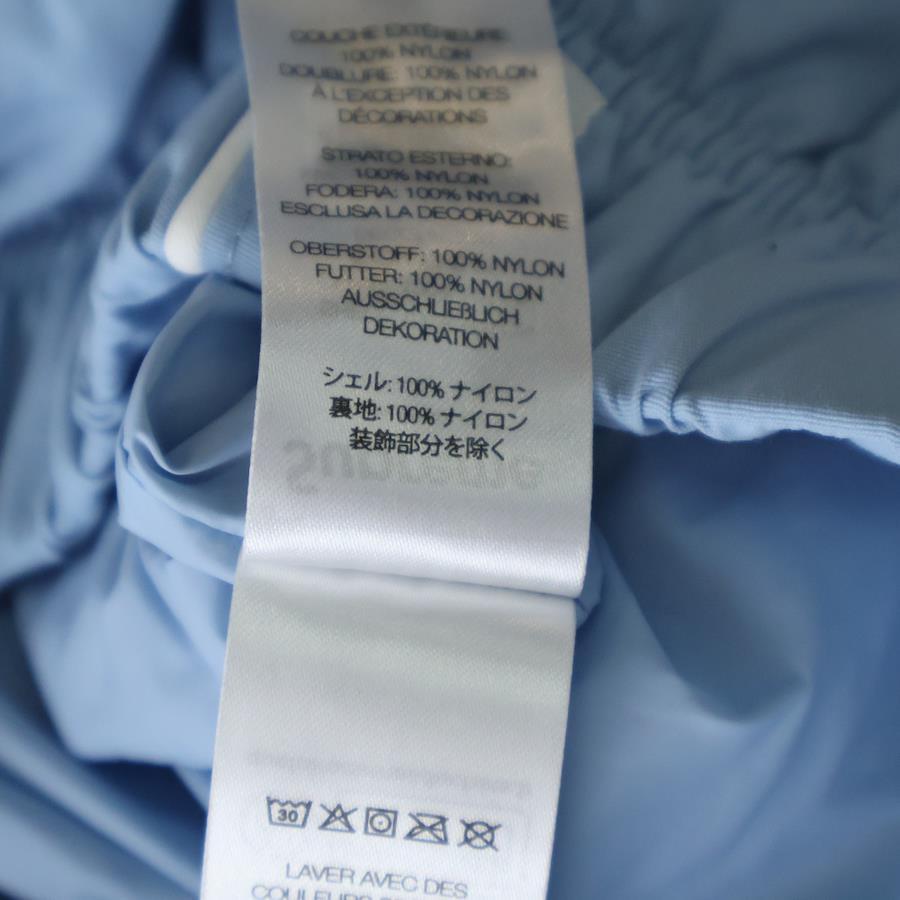 COUCHE EXTÉRIEURE:
100% NYLON
DOUBLURE: 100% NYLON
À L'EXCEPTION DES
DÉCORATIONS
STRATO ESTERNO:
100% NYLON
FODERA: 100% NYLON
ESCLUSA LA DECORAZIONE
OBERSTOFF: 100% NYLON
FUTTER: 100% NYLON
AUSSCHLIEßLICH
DEKORATION
シェル: 100% ナイロン
裏地: 100% ナイロン
装飾部分を除く
30
LAVER AVEC DES
COULEURS